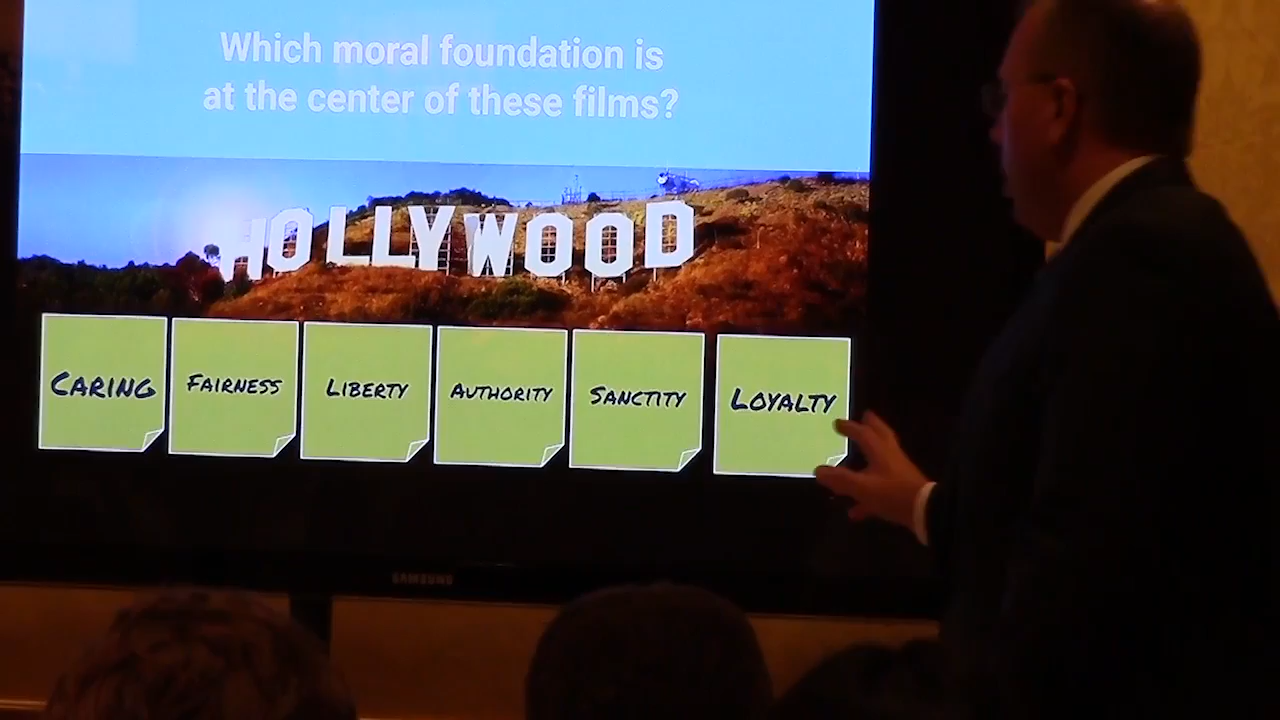 Which moral foundation is
at the center of these films?
HOLLYWOOD
CARING
FAIRNESS
LIBERTY
AUTHORITY
SANCTITY
LOYALTY
SAMSUNG